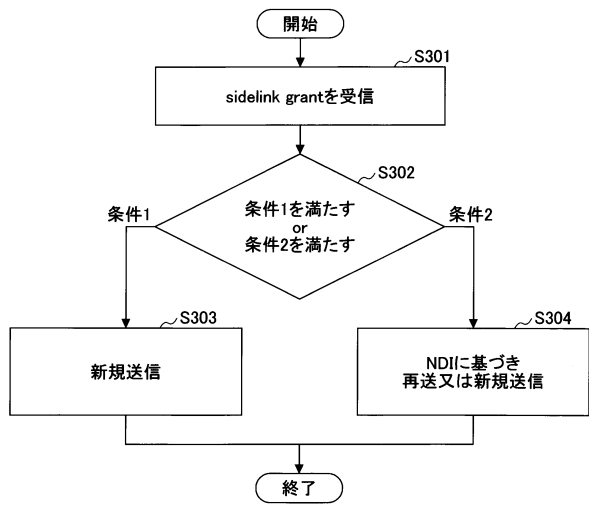 開始
S301
sidelink grantを受信
S302
条件1を満たす
or
条件2を満たす
条件1
条件2
S303
新規送信
S304
NDIに基づき
再送又は新規送信
終了